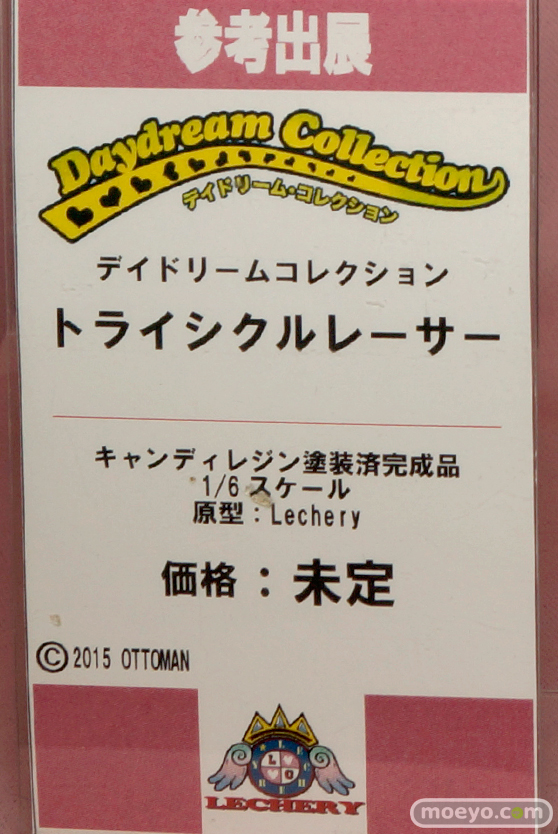 参考出展
Daydream Collection
デイドリーム・コレクション
デイドリームコレクション
トライシクルレーサー
キャンディレジン塗装済完成品
1/6 スケール
原型：Lechery
価格：未定
©2015 OTTOMAN
LECHERY
moeyo.com